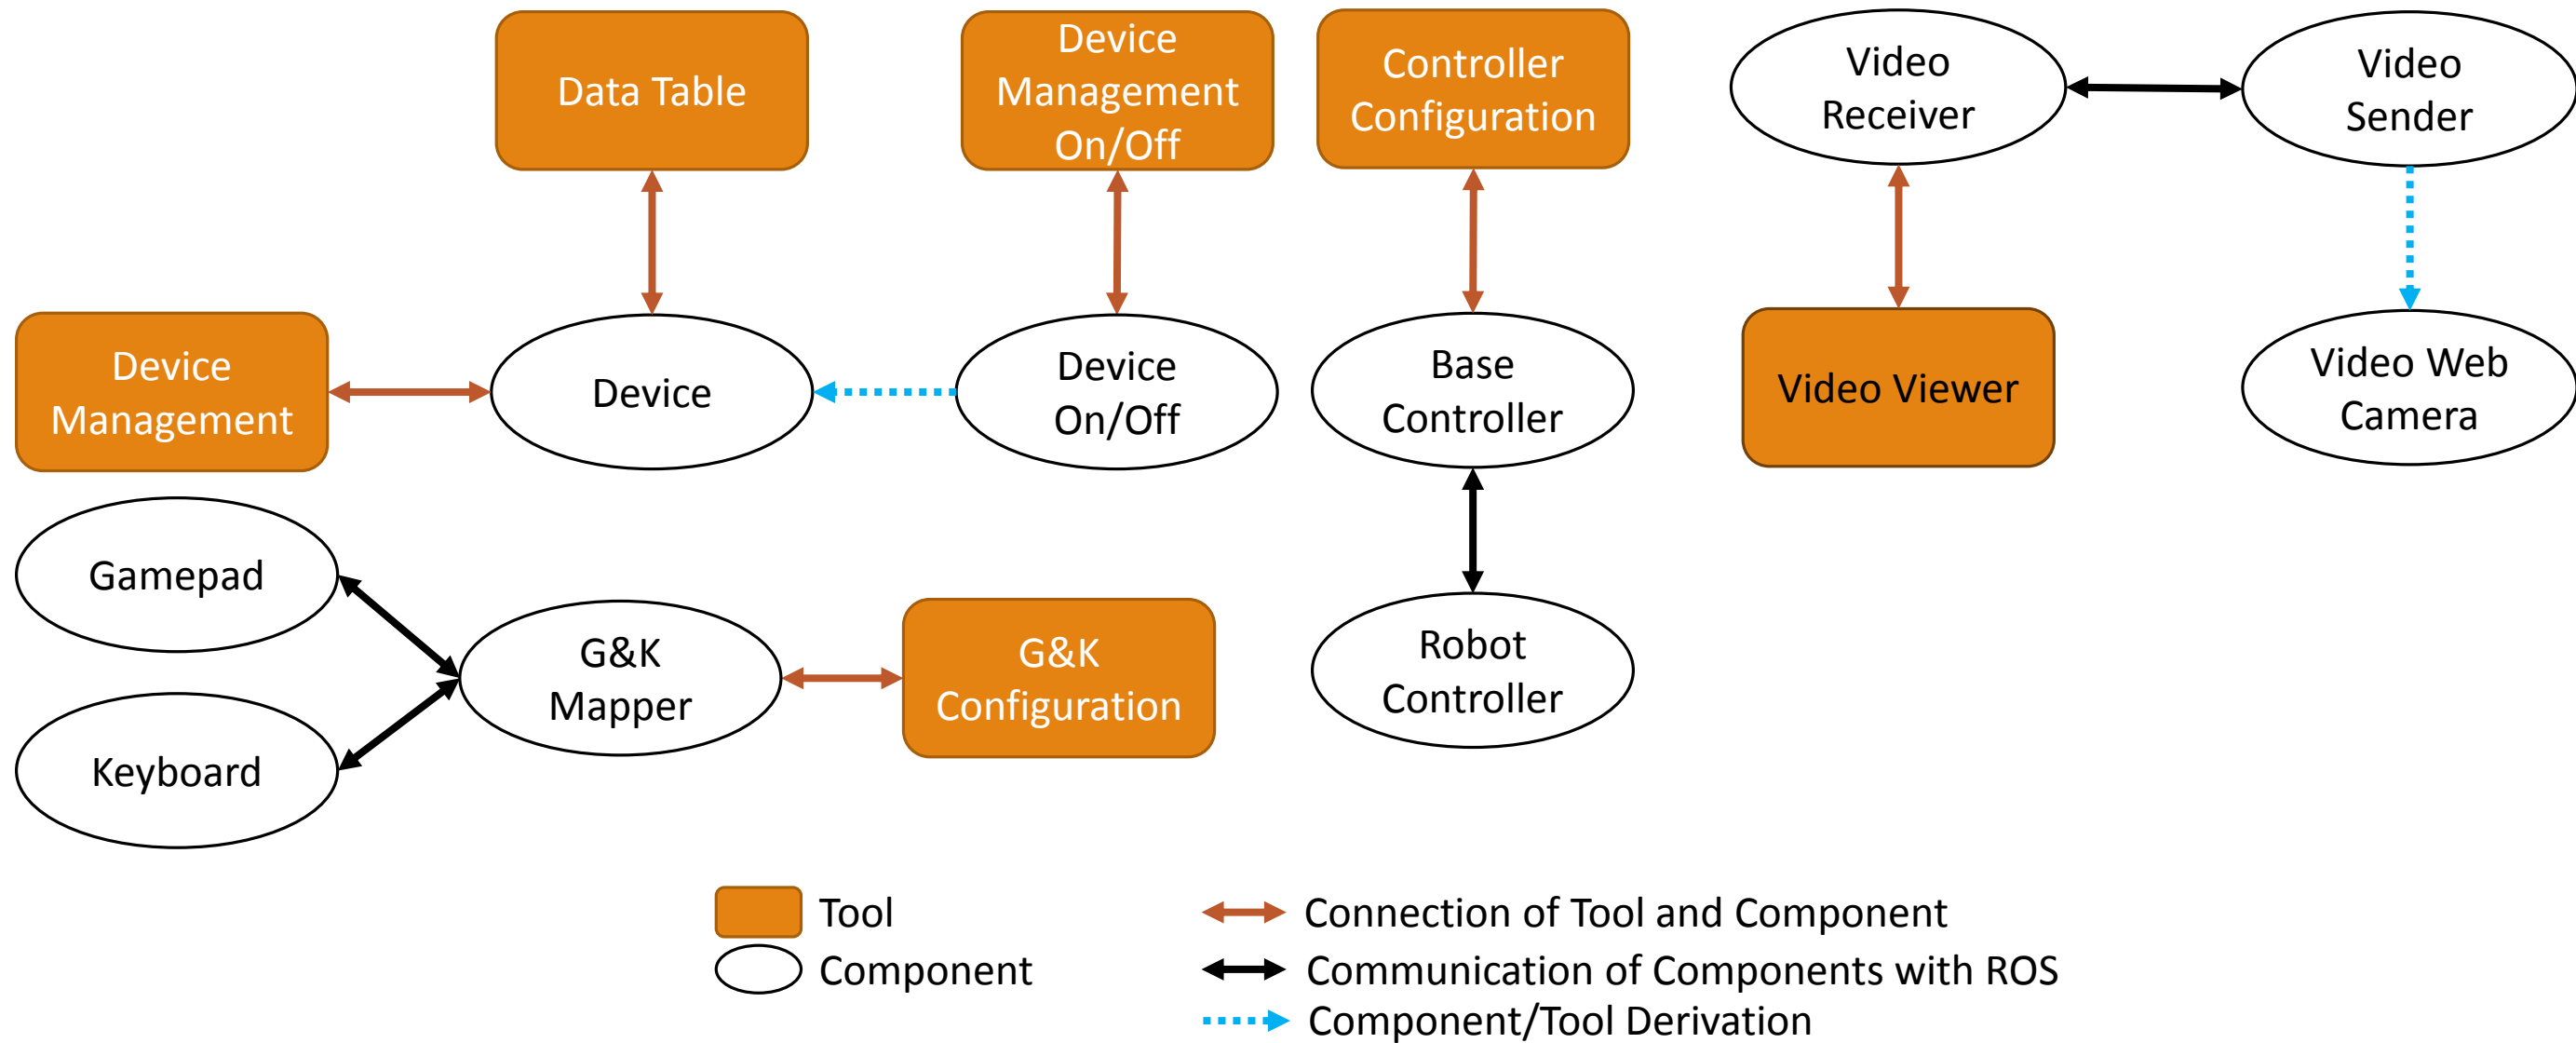 Data Table
Device
Management
On/Off
Controller
Configuration
Video
Receiver
Video
Sender
Device
Management
Device
Device
On/Off
Base
Controller
Video Viewer
Video Web
Camera
Gamepad
Keyboard
G&K
Mapper
G&K
Configuration
Robot
Controller
Tool
Component
Connection of Tool and Component
Communication of Components with ROS
Component/Tool Derivation